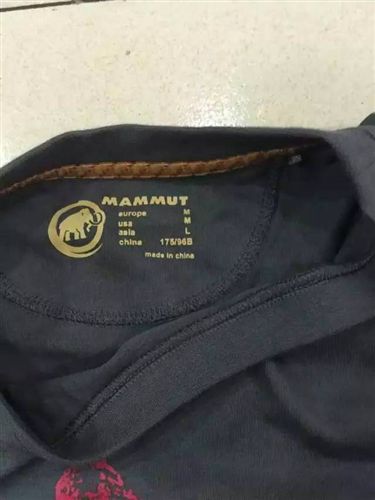 MAMMUT
europe M
usa M
asia L
china 175/96B
made in china